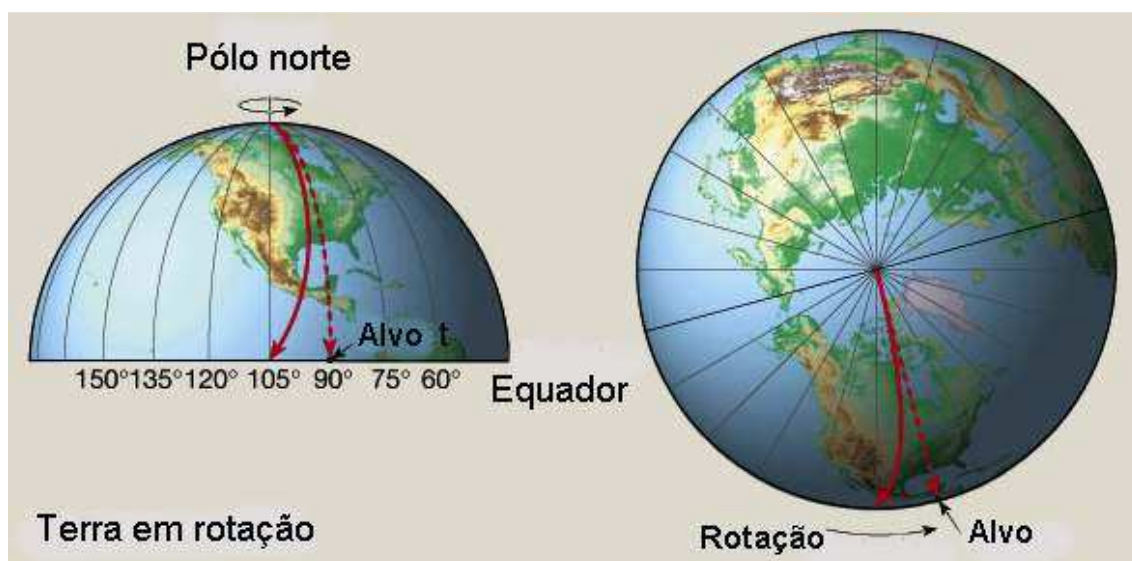 Pólo norte
Alvo t
150° 135° 120° 105° 90° 75° 60°
Equador
Terra em rotação
Rotação
Alvo